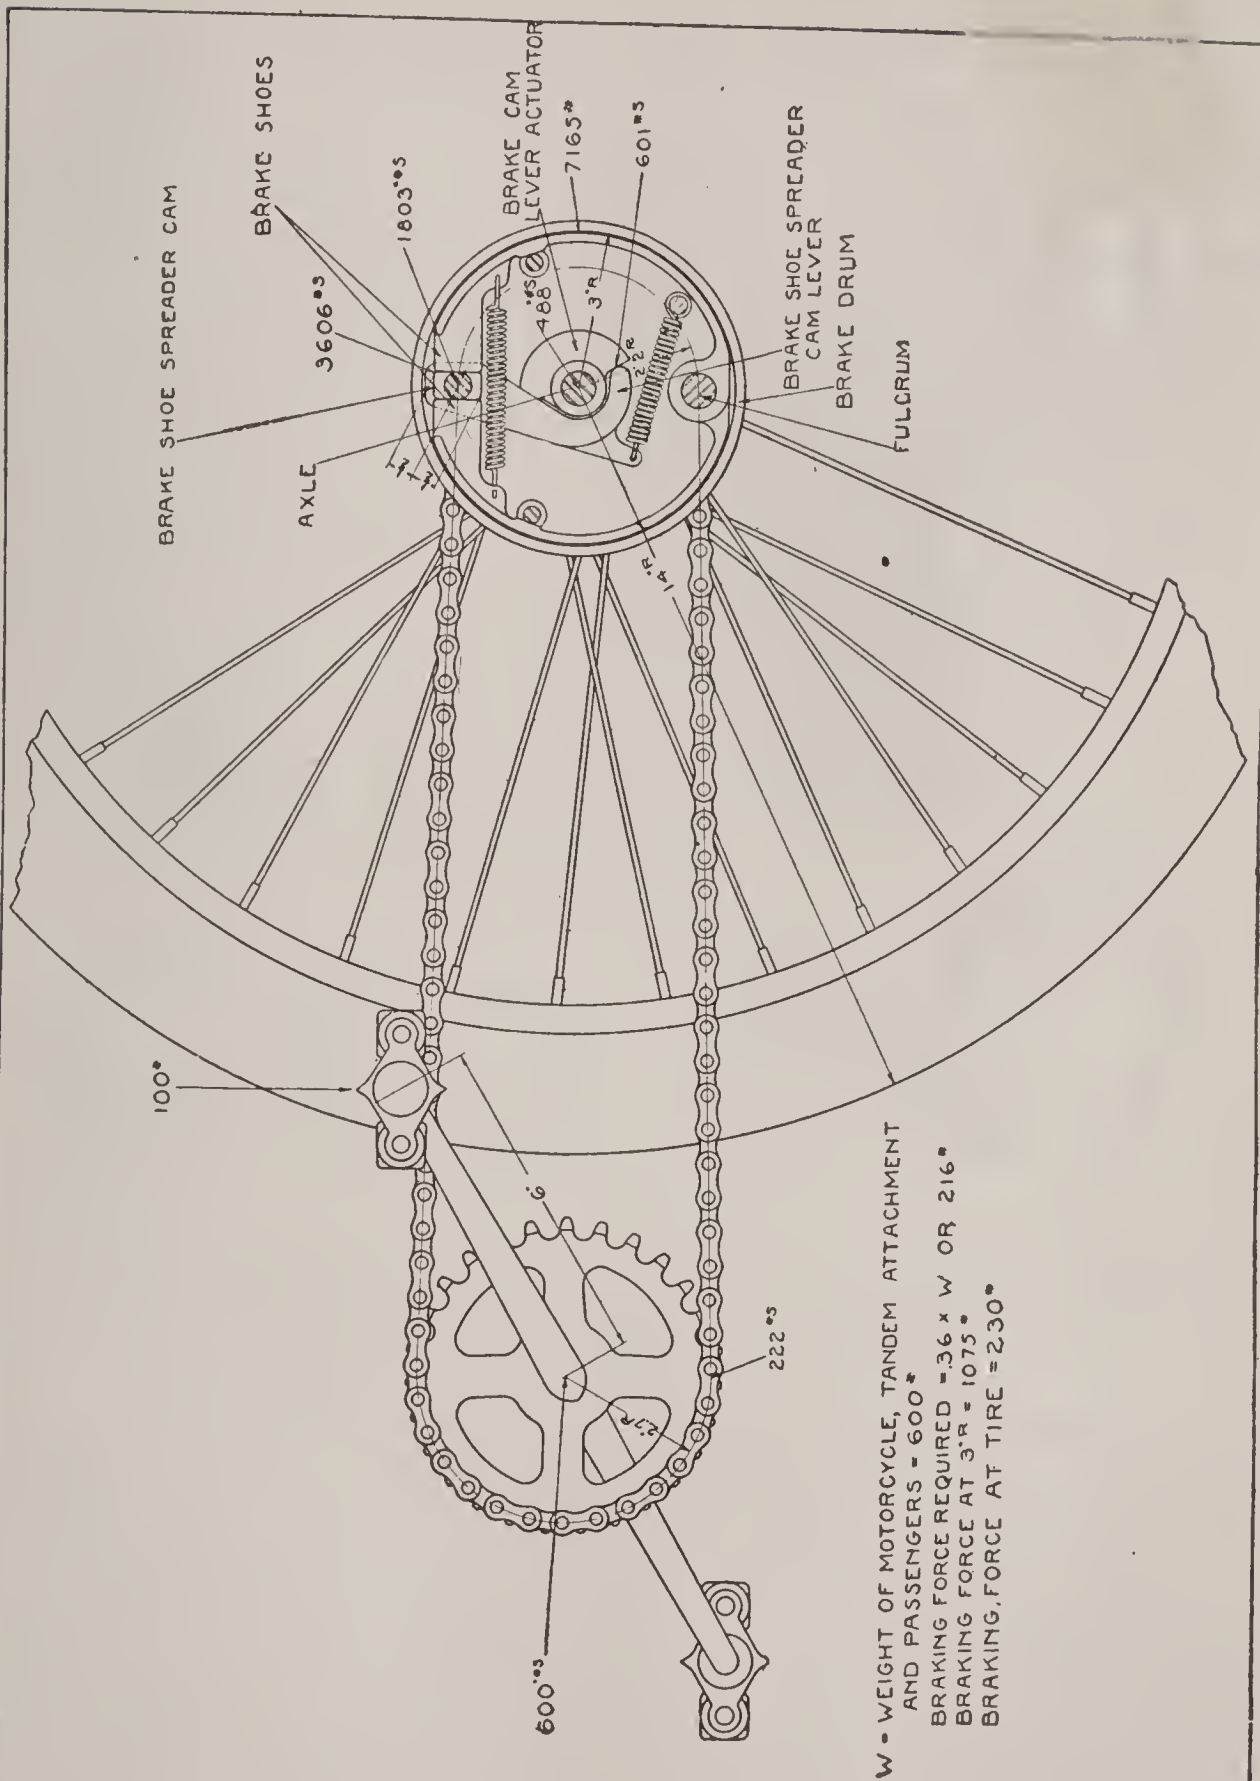 BRAKE SHOE SPREADER CAM
BRAKE SHOES
3606"#S
1803"#S
AXLE
BRAKE CAM
LEVER ACTUATOR
7165#
601#S
488"#S
3"R
2.2R
BRAKE SHOE SPREADER
CAM LEVER
BRAKE DRUM
FULCRUM
14"R
100#
6"
2.7R
222#S
600"#S
W = WEIGHT OF MOTORCYCLE, TANDEM ATTACHMENT
AND PASSENGERS = 600#
BRAKING FORCE REQUIRED = .36 x W OR 216#
BRAKING FORCE AT 3"R = 1075#
BRAKING FORCE AT TIRE = 230#